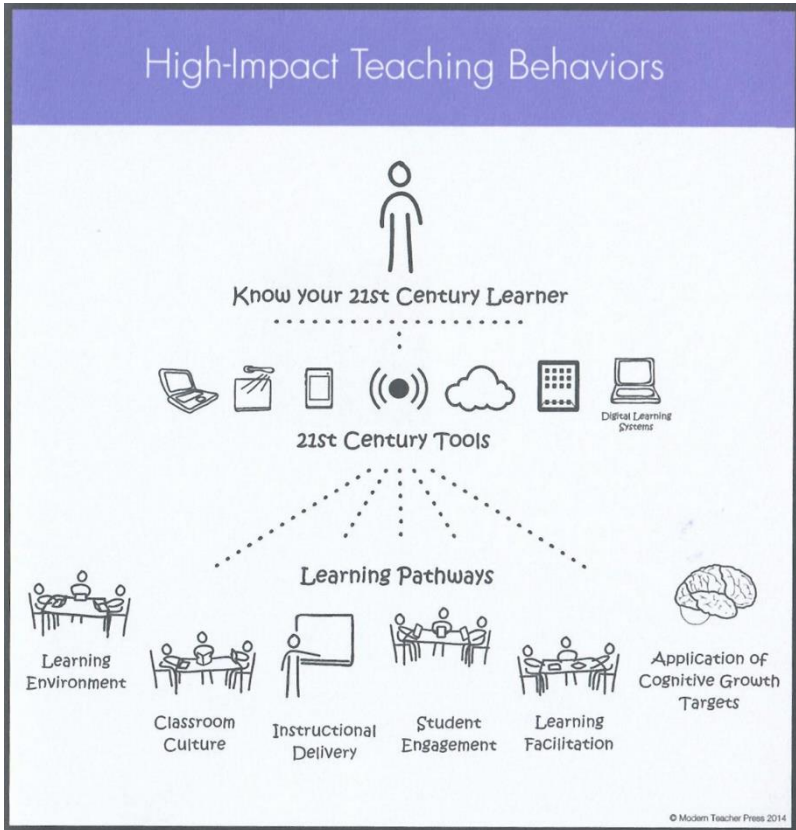 High-Impact Teaching Behaviors
Know your 21st Century Learner
Digital Learning
Systems
21st Century Tools
Learning Pathways
Learning
Environment
Classroom
Culture
Instructional
Delivery
Student
Engagement
Learning
Facilitation
Application of
Cognitive Growth
Targets
© Modern Teacher Press 2014